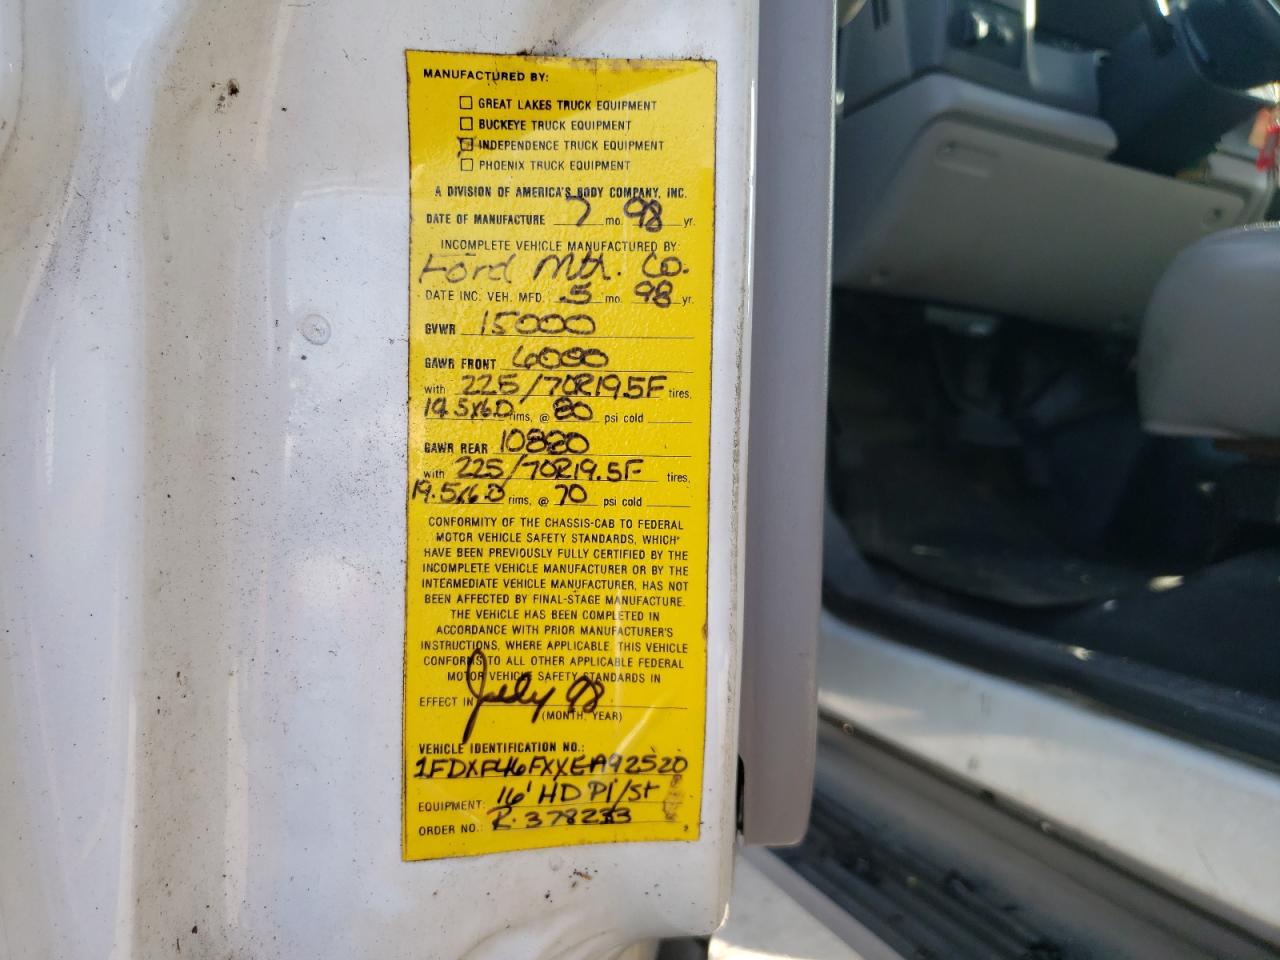 MANUFACTURED BY:
GREAT LAKES TRUCK EQUIPMENT
BUCKEYE TRUCK EQUIPMENT
INDEPENDENCE TRUCK EQUIPMENT
PHOENIX TRUCK EQUIPMENT
A DIVISION OF AMERICA'S BODY COMPANY, INC.
DATE OF MANUFACTURE 7 mo. 98 yr.
INCOMPLETE VEHICLE MANUFACTURED BY:
Ford Mtr. Co.
DATE INC. VEH. MFD. 5 mo. 98 yr.
GVWR 15000
GAWR FRONT 6000
with 225/70R19.5F tires,
19.5x6.0 rims, @ 80 psi cold
GAWR REAR 10880
with 225/70R19.5F tires,
19.5x6.0 rims, @ 70 psi cold
CONFORMITY OF THE CHASSIS-CAB TO FEDERAL
MOTOR VEHICLE SAFETY STANDARDS, WHICH
HAVE BEEN PREVIOUSLY FULLY CERTIFIED BY THE
INCOMPLETE VEHICLE MANUFACTURER OR BY THE
INTERMEDIATE VEHICLE MANUFACTURER, HAS NOT
BEEN AFFECTED BY FINAL-STAGE MANUFACTURE.
THE VEHICLE HAS BEEN COMPLETED IN
ACCORDANCE WITH PRIOR MANUFACTURER'S
INSTRUCTIONS, WHERE APPLICABLE. THIS VEHICLE
CONFORMS TO ALL OTHER APPLICABLE FEDERAL
MOTOR VEHICLE SAFETY STANDARDS IN
EFFECT IN July 98
(MONTH, YEAR)
VEHICLE IDENTIFICATION NO.:
1FDXF46FXXEA92520
EQUIPMENT: 16' HD Pl/St
ORDER NO.: R-378233